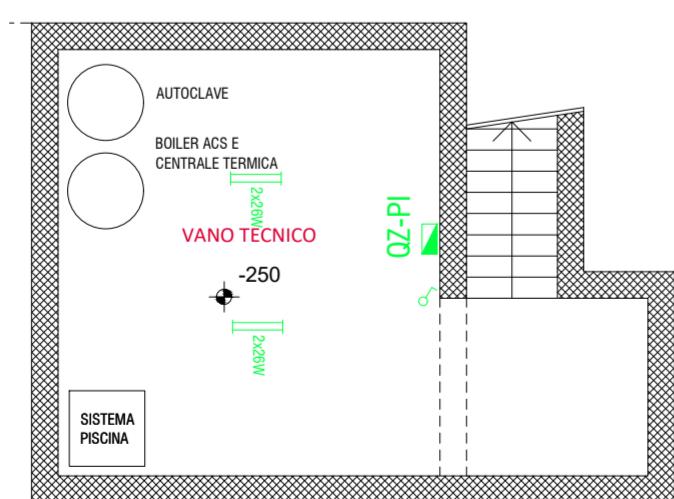 AUTOCLAVE
BOILER ACS E
CENTRALE TERMICA
2x26W
VANO TECNICO
QZ-PI
-250
2x26W
SISTEMA
PISCINA